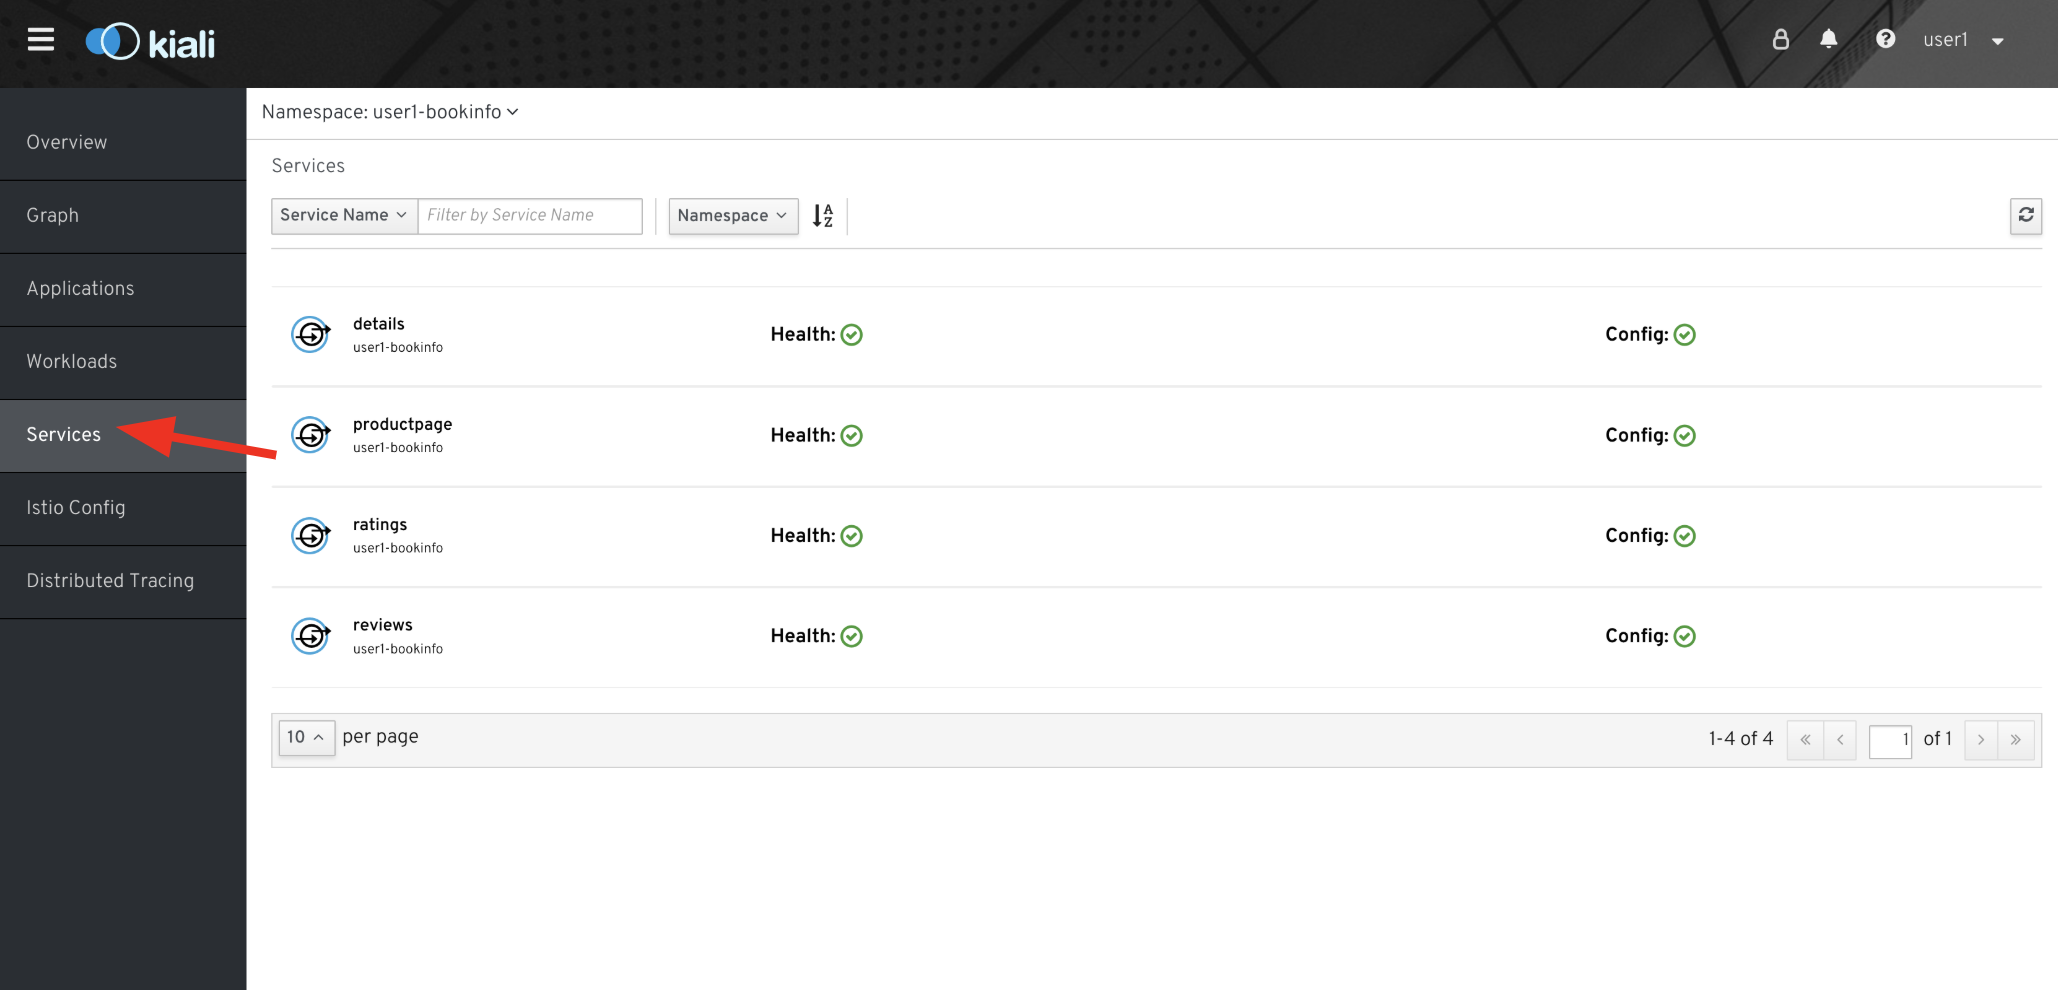 kiali
user1
Namespace: user1-bookinfo
Overview
Graph
Applications
Workloads
Services
Istio Config
Distributed Tracing
Services
Service Name Filter by Service Name Namespace A Z
details
user1-bookinfo
Health: Config:
productpage
user1-bookinfo
Health: Config:
ratings
user1-bookinfo
Health: Config:
reviews
user1-bookinfo
Health: Config:
10 per page 1-4 of 4 « ‹ 1 of 1 › »